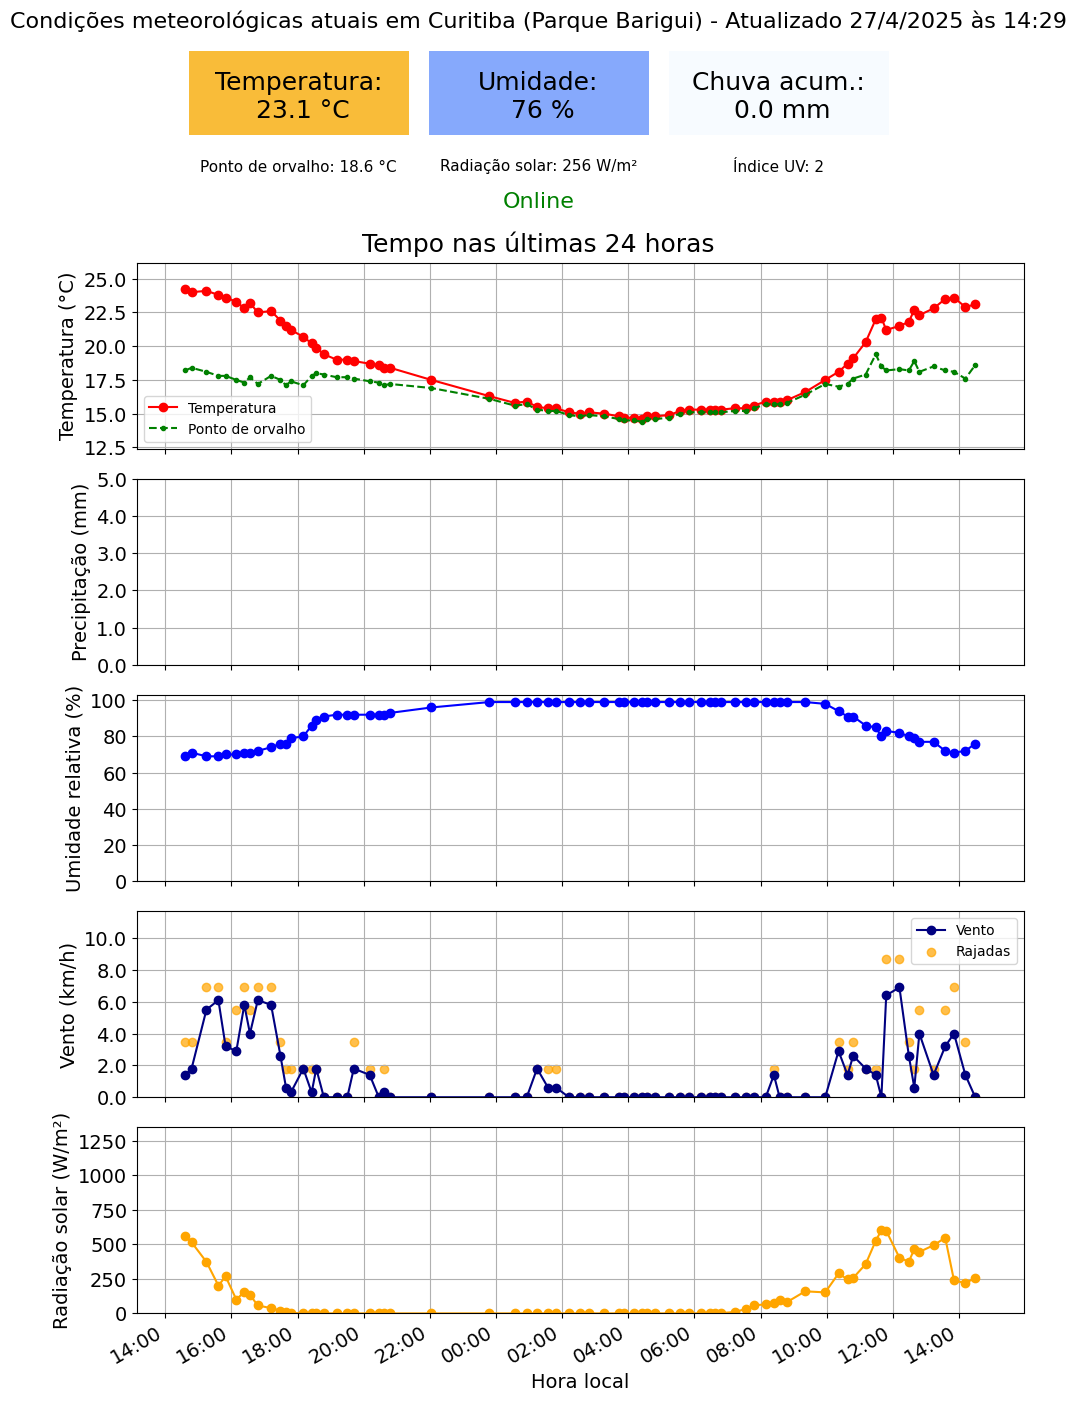 Condições meteorológicas atuais em Curitiba (Parque Barigui) - Atualizado 27/4/2025 às 14:29
Temperatura:
23.1 °C
Umidade:
76 %
Chuva acum.:
0.0 mm
Ponto de orvalho: 18.6 °C
Radiação solar: 256 W/m²
Índice UV: 2
Online
Tempo nas últimas 24 horas
Temperatura (°C)
25.0
22.5
20.0
17.5
15.0
12.5
Temperatura
Ponto de orvalho
Precipitação (mm)
5.0
4.0
3.0
2.0
1.0
0.0
Umidade relativa (%)
100
80
60
40
20
0
Vento (km/h)
10.0
8.0
6.0
4.0
2.0
0.0
Vento
Rajadas
Radiação solar (W/m²)
1250
1000
750
500
250
0
14:00
16:00
18:00
20:00
22:00
00:00
02:00
04:00
06:00
08:00
10:00
12:00
14:00
Hora local